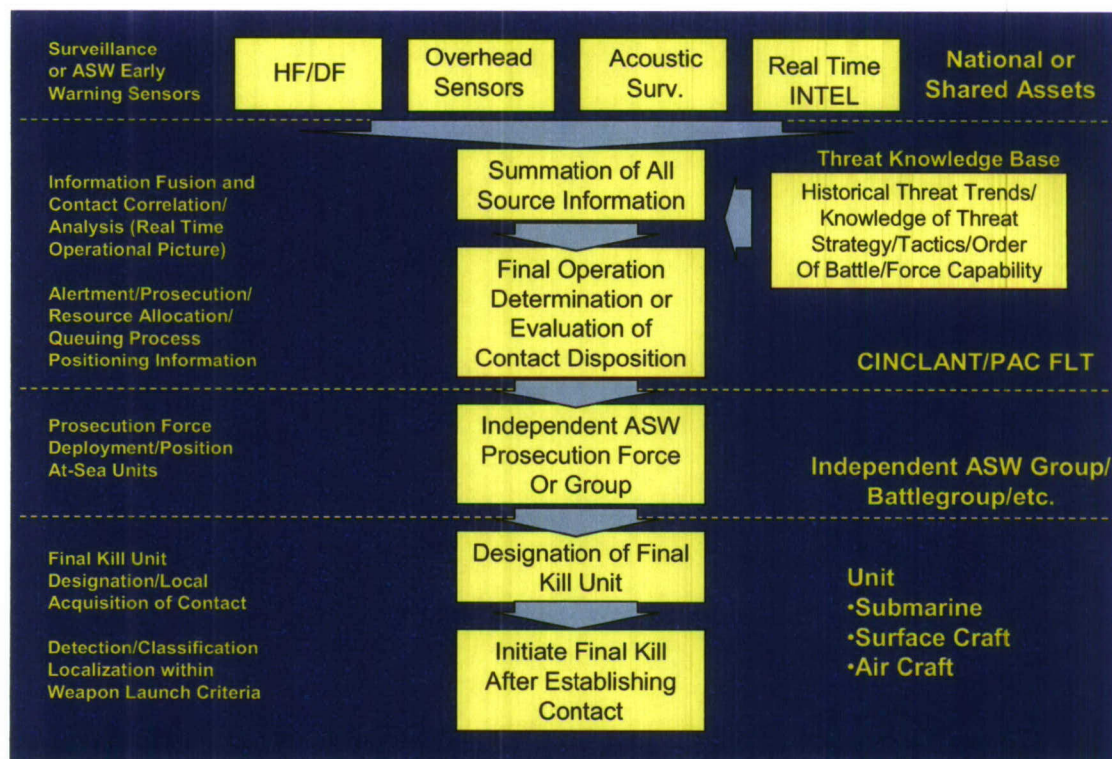 Surveillance
or ASW Early
Warning Sensors
HF/DF
Overhead
Sensors
Acoustic
Surv.
Real Time
INTEL
National or
Shared Assets
Information Fusion and
Contact Correlation/
Analysis (Real Time
Operational Picture)
Summation of All
Source Information
Threat Knowledge Base
Historical Threat Trends/
Knowledge of Threat
Strategy/Tactics/Order
Of Battle/Force Capability
Alertment/Prosecution/
Resource Allocation/
Queuing Process
Positioning Information
Final Operation
Determination or
Evaluation of
Contact Disposition
CINCLANT/PAC FLT
Prosecution Force
Deployment/Position
At-Sea Units
Independent ASW
Prosecution Force
Or Group
Independent ASW Group/
Battlegroup/etc.
Final Kill Unit
Designation/Local
Acquisition of Contact
Designation of Final
Kill Unit
Unit
•Submarine
•Surface Craft
•Air Craft
Detection/Classification
Localization within
Weapon Launch Criteria
Initiate Final Kill
After Establishing
Contact